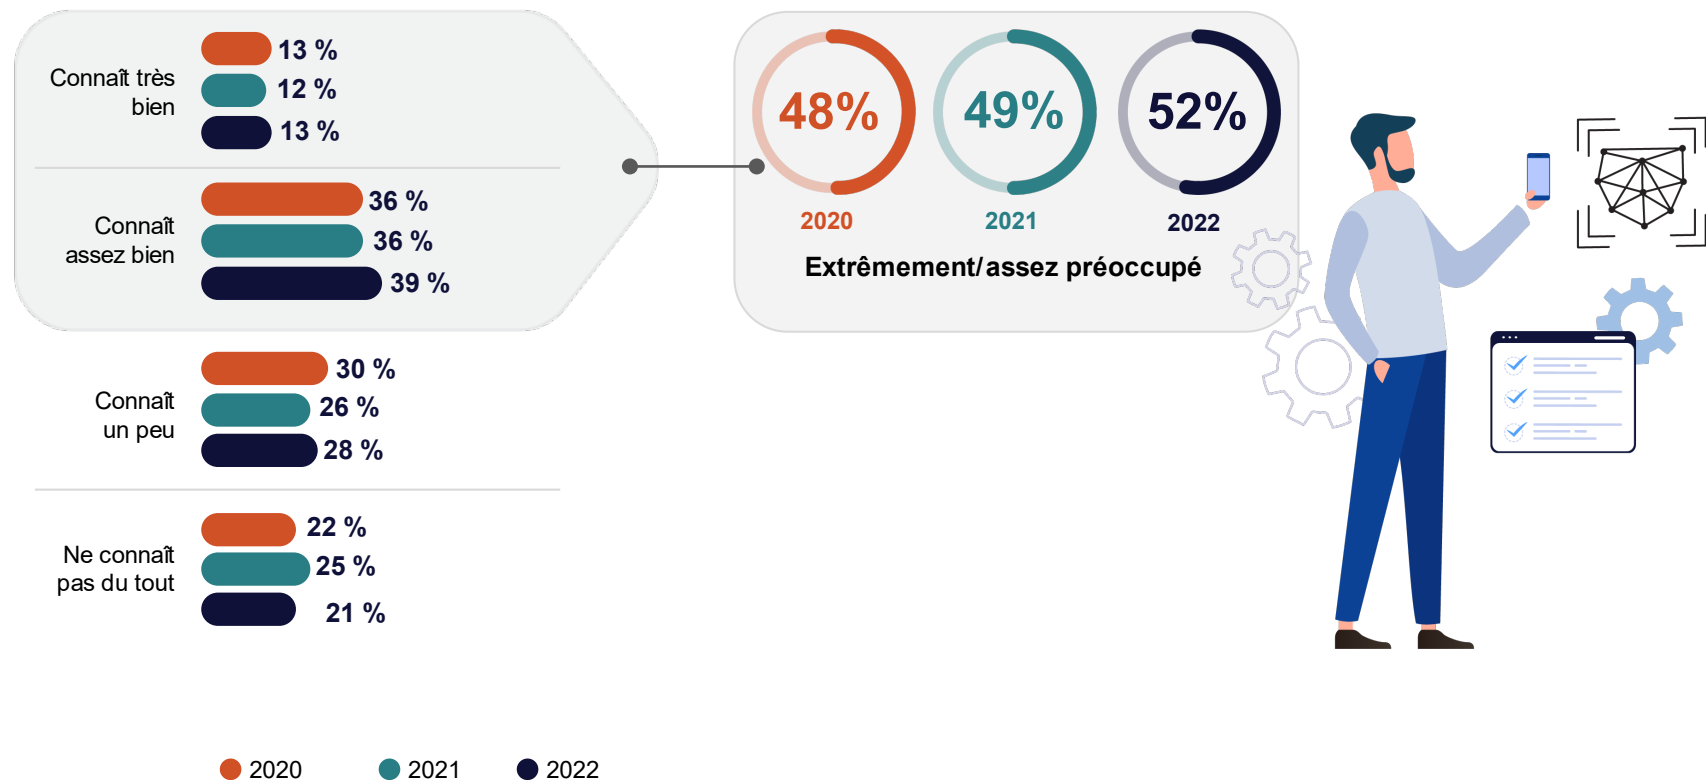 Connaît très
bien
13 %
12 %
13 %
Connaît
assez bien
36 %
36 %
39 %
Connaît
un peu
30 %
26 %
28 %
Ne connaît
pas du tout
22 %
25 %
21 %
48%
49%
52%
2020
2021
2022
Extrêmement/assez préoccupé
2020
2021
2022